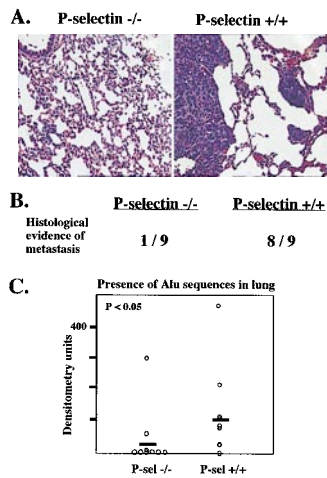 A.
P-selectin -/-
P-selectin +/+
B.
P-selectin -/-
P-selectin +/+
Histological
evidence of
metastasis
1 / 9
8 / 9
C.
Presence of Alu sequences in lung
P < 0.05
400
Densitometry units
P-sel -/-
P-sel +/+